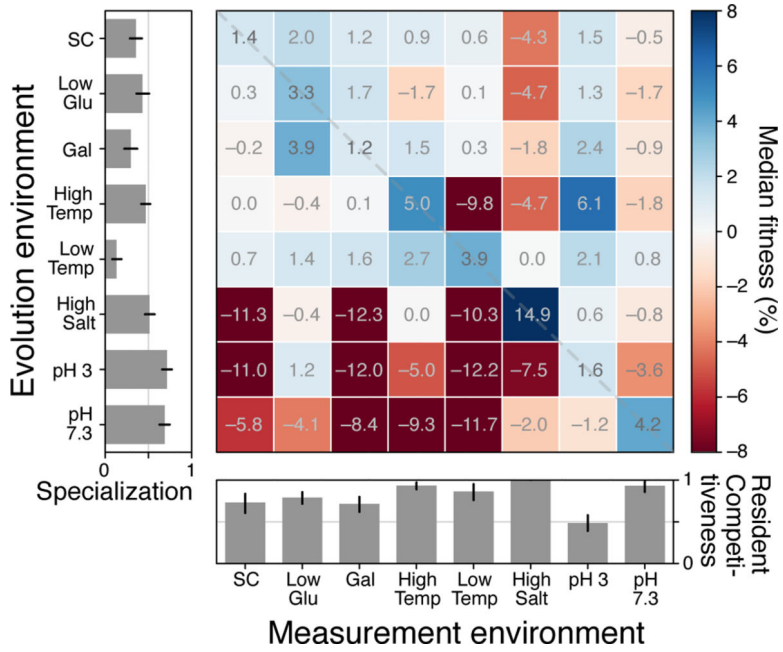 Evolution environment
SC
Low
Glu
Gal
High
Temp
Low
Temp
High
Salt
pH 3
pH
7.3
0 1
Specialization
1.4 2.0 1.2 0.9 0.6 −4.3 1.5 −0.5
0.3 3.3 1.7 −1.7 0.1 −4.7 1.3 −1.7
−0.2 3.9 1.2 1.5 0.3 −1.8 2.4 −0.9
0.0 −0.4 0.1 5.0 −9.8 −4.7 6.1 −1.8
0.7 1.4 1.6 2.7 3.9 0.0 2.1 0.8
−11.3 −0.4 −12.3 0.0 −10.3 14.9 0.6 −0.8
−11.0 1.2 −12.0 −5.0 −12.2 −7.5 1.6 −3.6
−5.8 −4.1 −8.4 −9.3 −11.7 −2.0 −1.2 4.2
8
6
4
2
0
−2
−4
−6
−8
Median fitness (%)
1
0
Resident
Competi-
tiveness
SC
Low
Glu
Gal
High
Temp
Low
Temp
High
Salt
pH 3
pH
7.3
Measurement environment